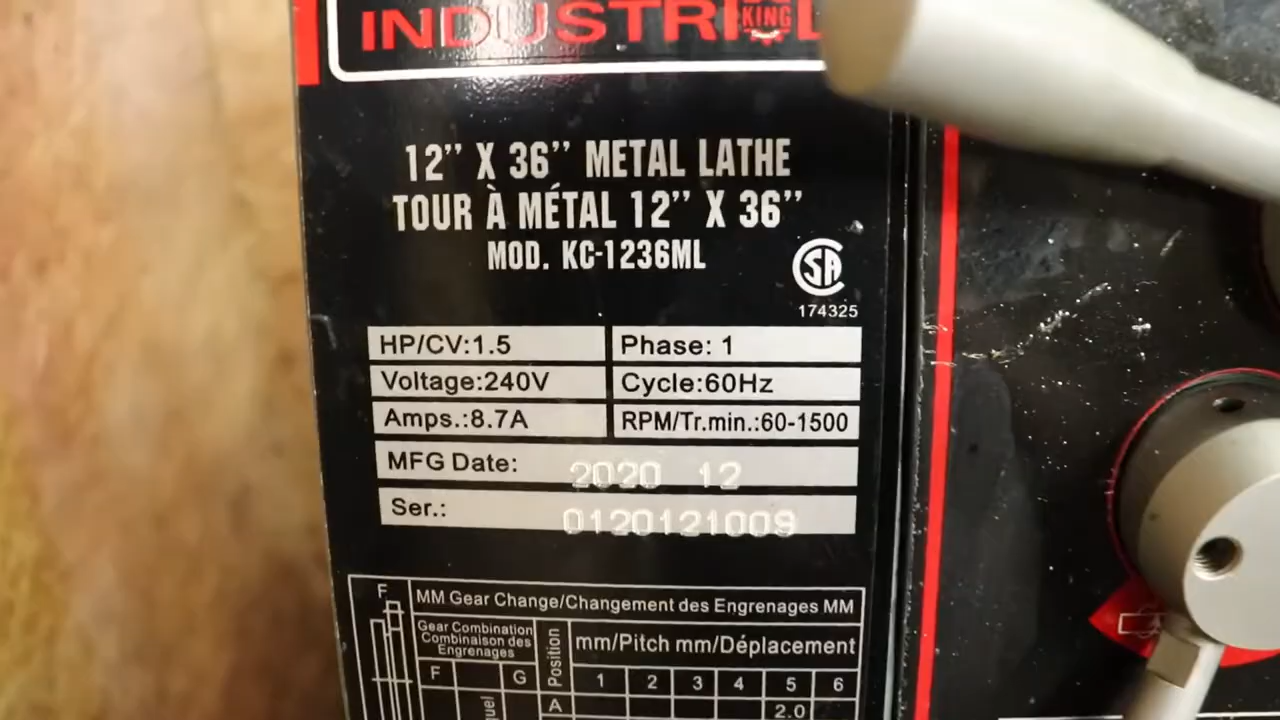 INDUSTRIAL
KING
12’’ X 36’’ METAL LATHE
TOUR À MÉTAL 12’’ X 36’’
MOD. KC-1236ML
174325
HP/CV:1.5 Phase: 1
Voltage:240V Cycle:60Hz
Amps.:8.7A RPM/Tr.min.:60-1500
MFG Date: 2020 12
Ser.: 0120121009
F
MM Gear Change/Changement des Engrenages MM
Gear Combination
Combinaison des
Engrenages
Position
mm/Pitch mm/Déplacement
F G 1 2 3 4 5 6
A 2.0